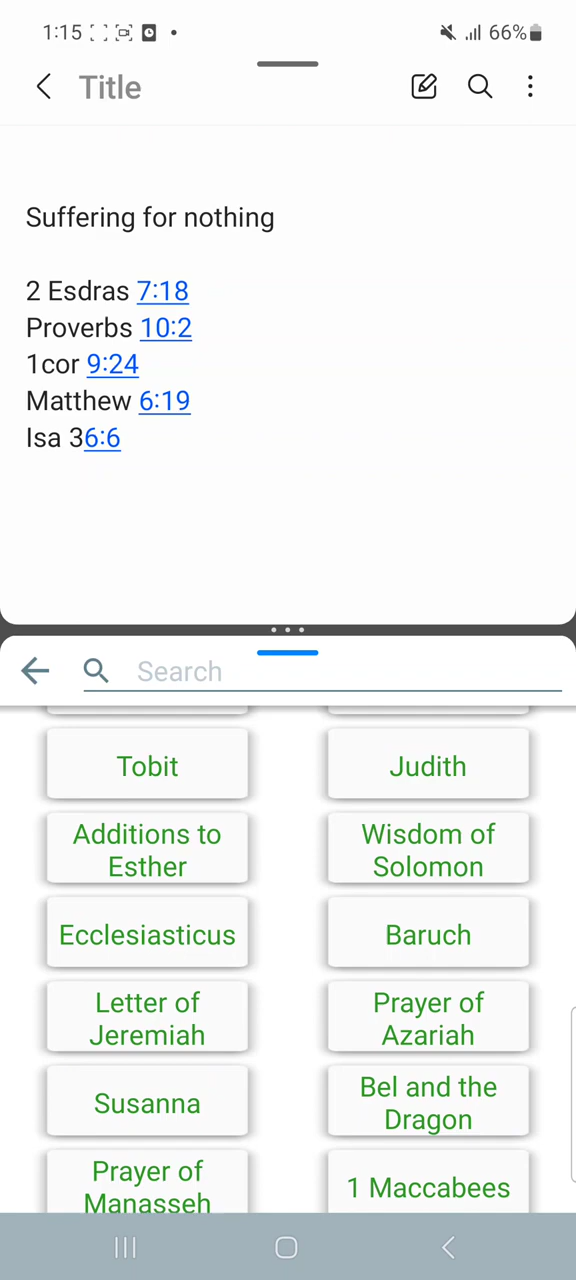 1:15 66%
Title
Suffering for nothing
2 Esdras 7:18
Proverbs 10:2
1cor 9:24
Matthew 6:19
Isa 36:6
Search
Tobit Judith
Additions to Wisdom of
Esther Solomon
Ecclesiasticus Baruch
Letter of Prayer of
Jeremiah Azariah
Susanna Bel and the
Dragon
Prayer of 1 Maccabees
Manasseh